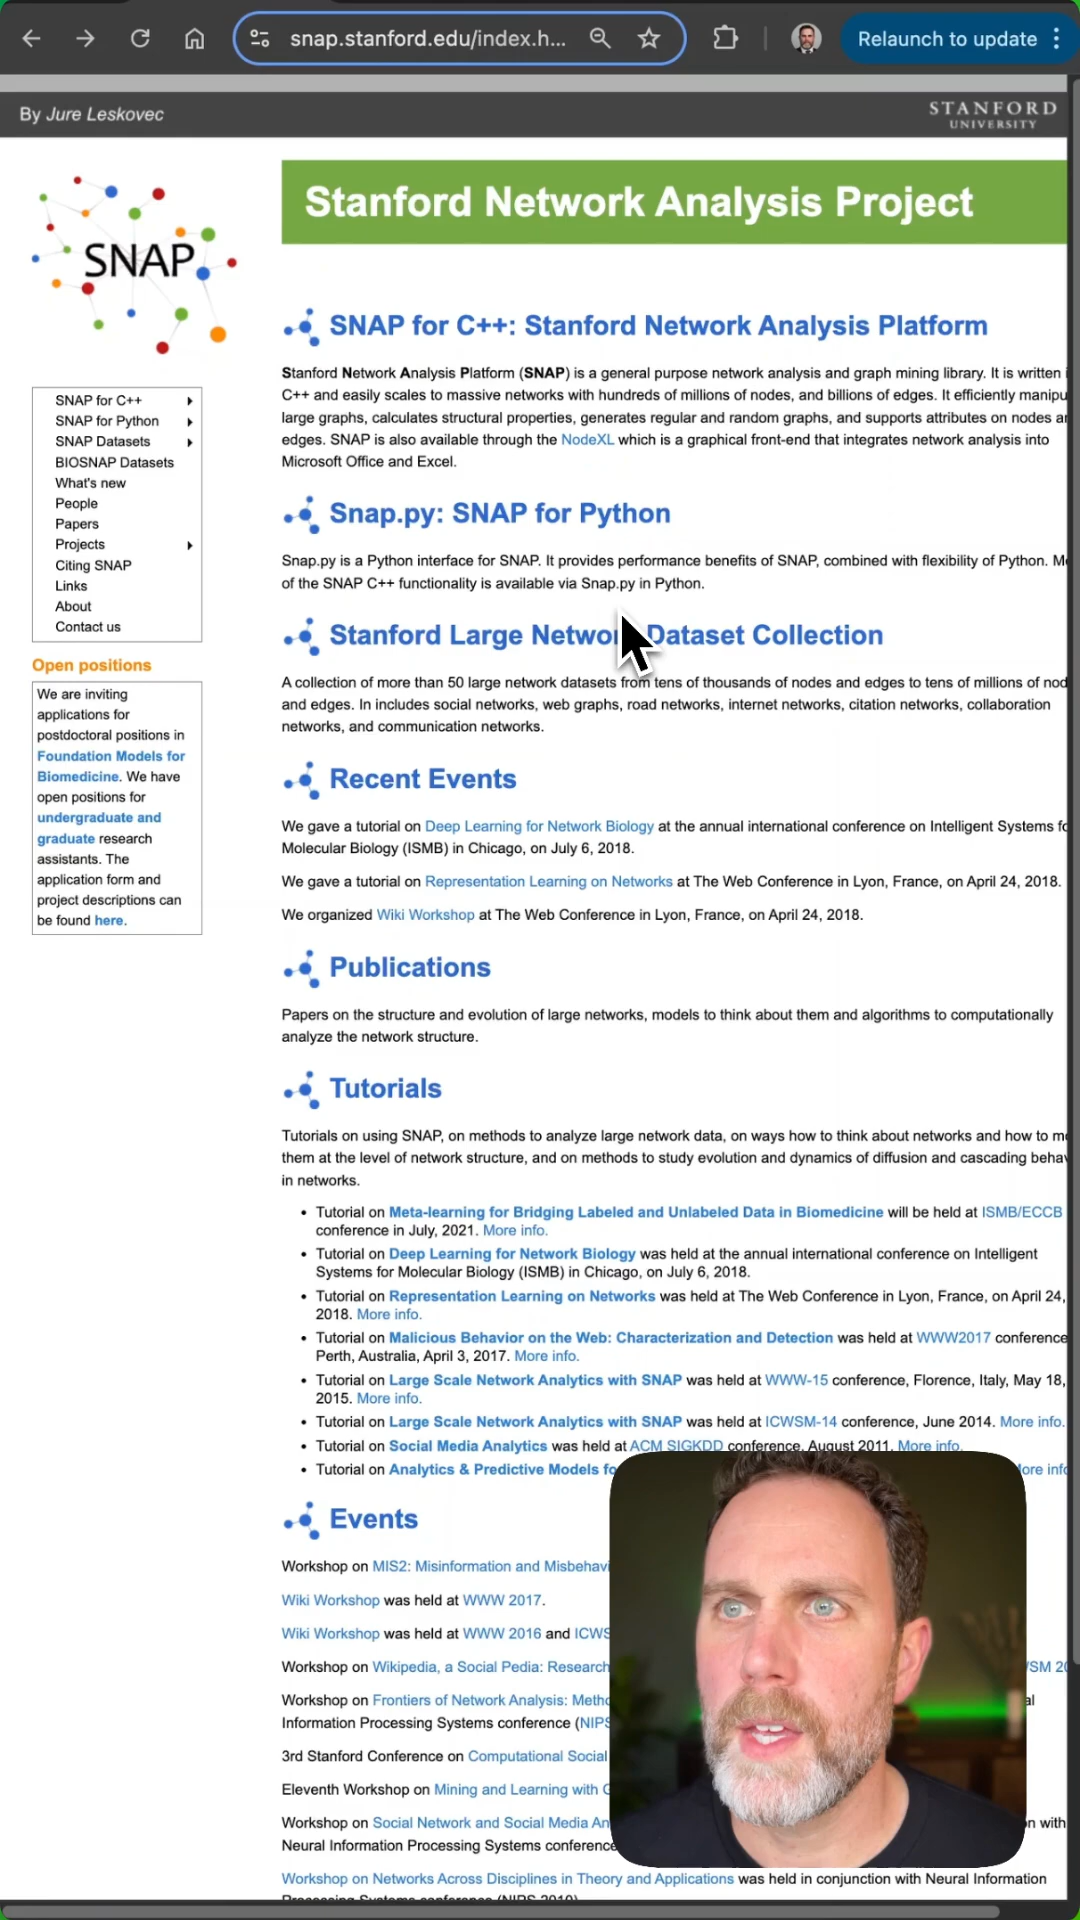 snap.stanford.edu/index.h...
Relaunch to update
By Jure Leskovec
STANFORD
UNIVERSITY
SNAP
Stanford Network Analysis Project
SNAP for C++
SNAP for Python
SNAP Datasets
BIOSNAP Datasets
What's new
People
Papers
Projects
Citing SNAP
Links
About
Contact us
Open positions
We are inviting
applications for
postdoctoral positions in
Foundation Models for
Biomedicine. We have
open positions for
undergraduate and
graduate research
assistants. The
application form and
project descriptions can
be found here.
SNAP for C++: Stanford Network Analysis Platform
Stanford Network Analysis Platform (SNAP) is a general purpose network analysis and graph mining library. It is written
C++ and easily scales to massive networks with hundreds of millions of nodes, and billions of edges. It efficiently manipu
large graphs, calculates structural properties, generates regular and random graphs, and supports attributes on nodes
edges. SNAP is also available through the NodeXL which is a graphical front-end that integrates network analysis into
Microsoft Office and Excel.
Snap.py: SNAP for Python
Snap.py is a Python interface for SNAP. It provides performance benefits of SNAP, combined with flexibility of Python.
of the SNAP C++ functionality is available via Snap.py in Python.
Stanford Large Network Dataset Collection
A collection of more than 50 large network datasets from tens of thousands of nodes and edges to tens of millions of nod
and edges. In includes social networks, web graphs, road networks, internet networks, citation networks, collaboration
networks, and communication networks.
Recent Events
We gave a tutorial on Deep Learning for Network Biology at the annual international conference on Intelligent Systems
Molecular Biology (ISMB) in Chicago, on July 6, 2018.
We gave a tutorial on Representation Learning on Networks at The Web Conference in Lyon, France, on April 24, 2018.
We organized Wiki Workshop at The Web Conference in Lyon, France, on April 24, 2018.
Publications
Papers on the structure and evolution of large networks, models to think about them and algorithms to computationally
analyze the network structure.
Tutorials
Tutorials on using SNAP, on methods to analyze large network data, on ways how to think about networks and how to
them at the level of network structure, and on methods to study evolution and dynamics of diffusion and cascading behav
in networks.
• Tutorial on Meta-learning for Bridging Labeled and Unlabeled Data in Biomedicine will be held at ISMB/ECCB
conference in July, 2021. More info.
• Tutorial on Deep Learning for Network Biology was held at the annual international conference on Intelligent
Systems for Molecular Biology (ISMB) in Chicago, on July 6, 2018.
• Tutorial on Representation Learning on Networks was held at The Web Conference in Lyon, France, on April 24,
2018. More info.
• Tutorial on Malicious Behavior on the Web: Characterization and Detection was held at WWW2017 conference
Perth, Australia, April 3, 2017. More info.
• Tutorial on Large Scale Network Analytics with SNAP was held at WWW-15 conference, Florence, Italy, May 18,
2015. More info.
• Tutorial on Large Scale Network Analytics with SNAP was held at ICWSM-14 conference, June 2014. More info.
• Tutorial on Social Media Analytics was held at ACM SIGKDD conference, August 2011. More info.
• Tutorial on Analytics & Predictive Models fo ore info
Events
Workshop on MIS2: Misinformation and Misbehavi
Wiki Workshop was held at WWW 2017.
Wiki Workshop was held at WWW 2016 and ICWS
Workshop on Wikipedia, a Social Pedia: Research SM 20
Workshop on Frontiers of Network Analysis: Metho al
Information Processing Systems conference (NIPS
3rd Stanford Conference on Computational Social
Eleventh Workshop on Mining and Learning with G
Workshop on Social Network and Social Media An n with
Neural Information Processing Systems conference
Workshop on Networks Across Disciplines in Theory and Applications was held in conjunction with Neural Information
Processing Systems conference (NIPS 2010)